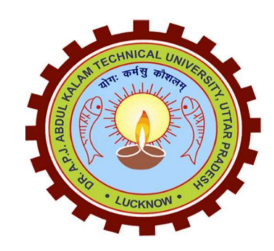 DR. A.P.J. ABDUL KALAM TECHNICAL UNIVERSITY, UTTAR PRADESH
योगः कर्मसु कौशलम्
• LUCKNOW •